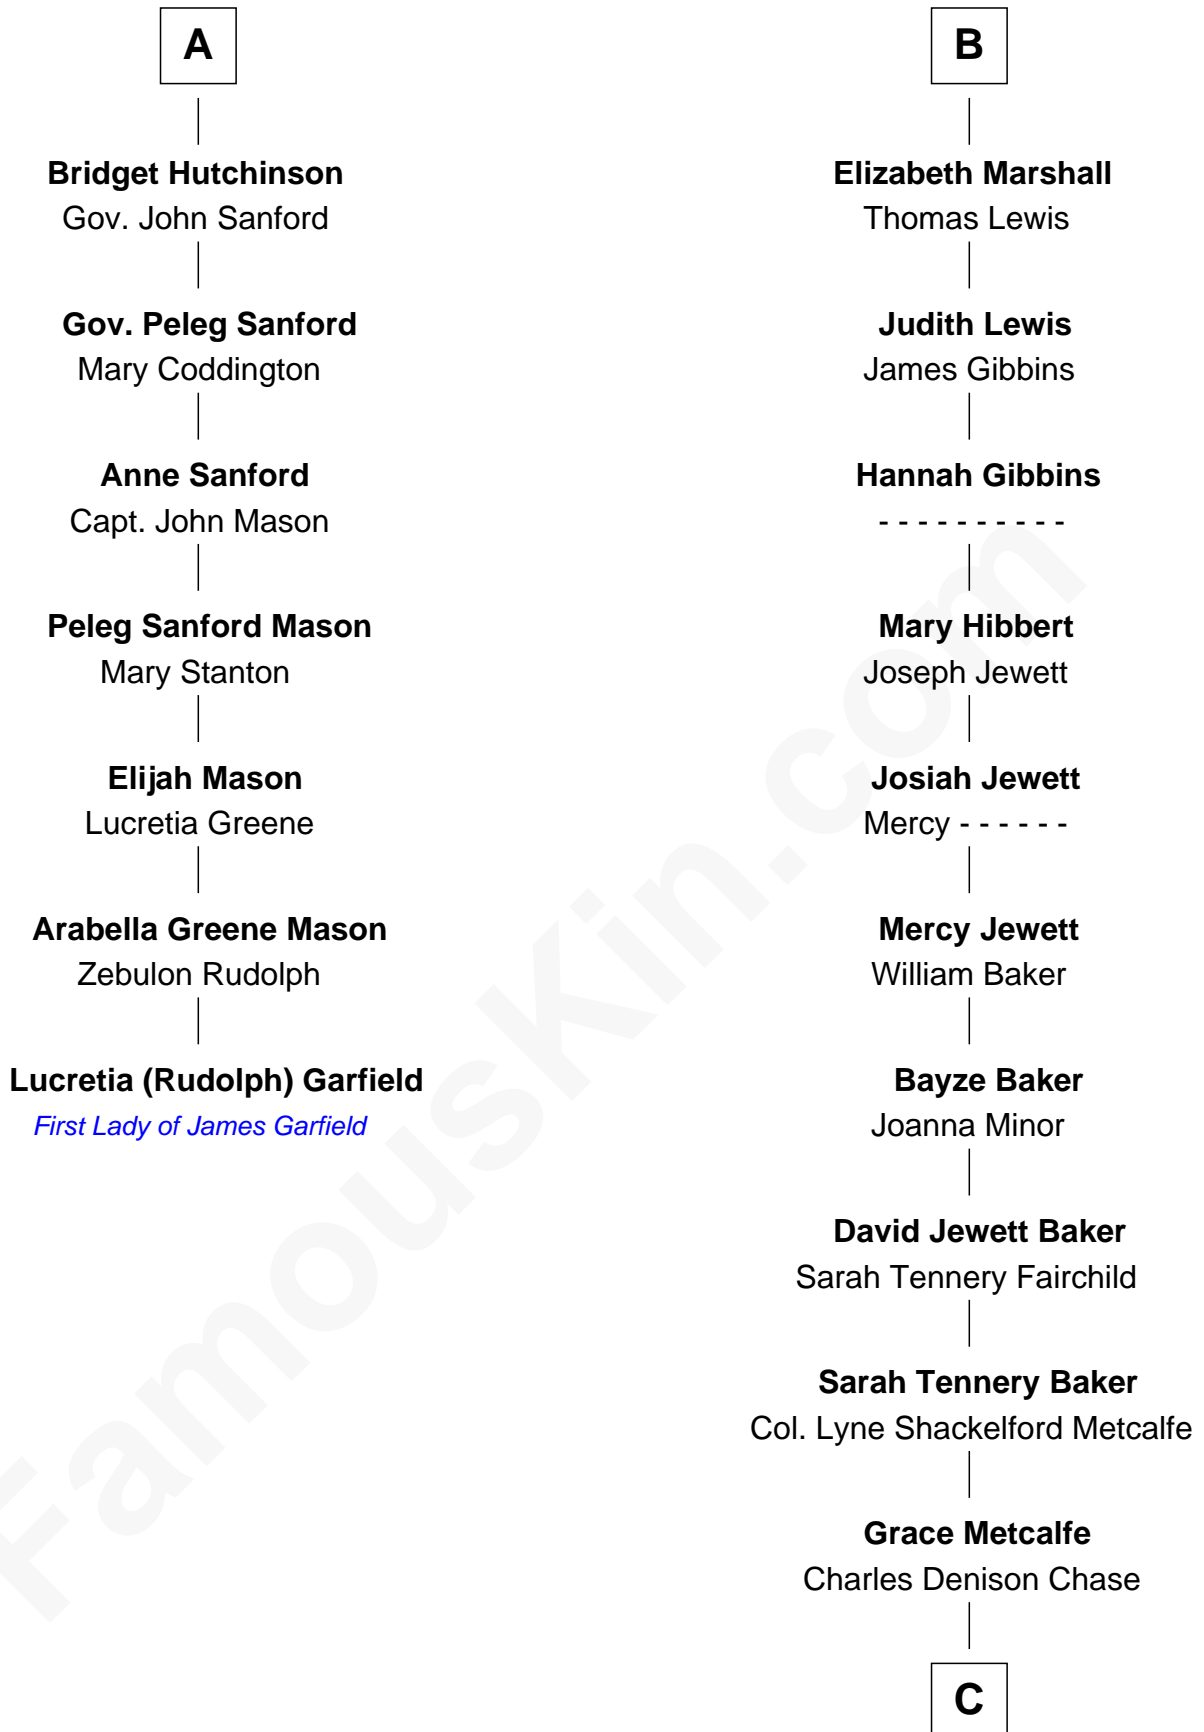 A
Bridget Hutchinson
Gov. John Sanford
Gov. Peleg Sanford
Mary Coddington
Anne Sanford
Capt. John Mason
Peleg Sanford Mason
Mary Stanton
Elijah Mason
Lucretia Greene
Arabella Greene Mason
Zebulon Rudolph
Lucretia (Rudolph) Garfield
First Lady of James Garfield
B
Elizabeth Marshall
Thomas Lewis
Judith Lewis
James Gibbins
Hannah Gibbins
- - - - - - - - - -
Mary Hibbert
Joseph Jewett
Josiah Jewett
Mercy - - - - - -
Mercy Jewett
William Baker
Bayze Baker
Joanna Minor
David Jewett Baker
Sarah Tennery Fairchild
Sarah Tennery Baker
Col. Lyne Shackelford Metcalfe
Grace Metcalfe
Charles Denison Chase
C
FamousKin.com